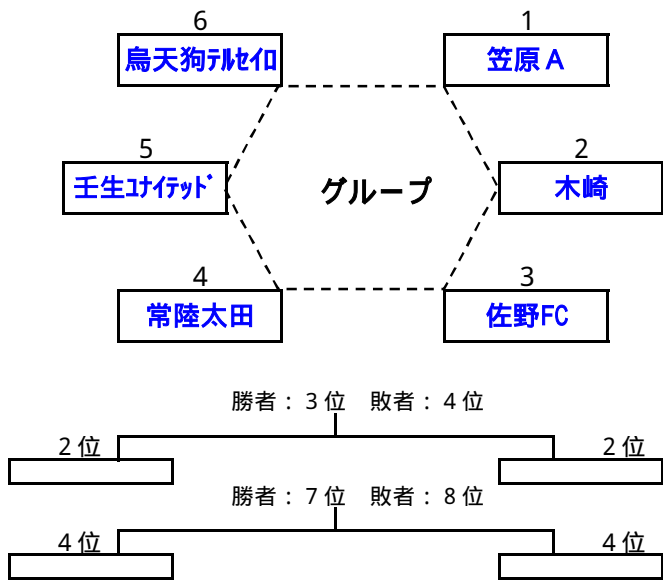 6 1
烏天狗ﾃﾙｾｲﾛ 笠原A
5 2
壬生ﾕﾅｲﾃｯﾄﾞ グループ 木崎
4 3
常陸太田 佐野FC
勝者：3位 敗者：4位
2位 2位
勝者：7位 敗者：8位
4位 4位